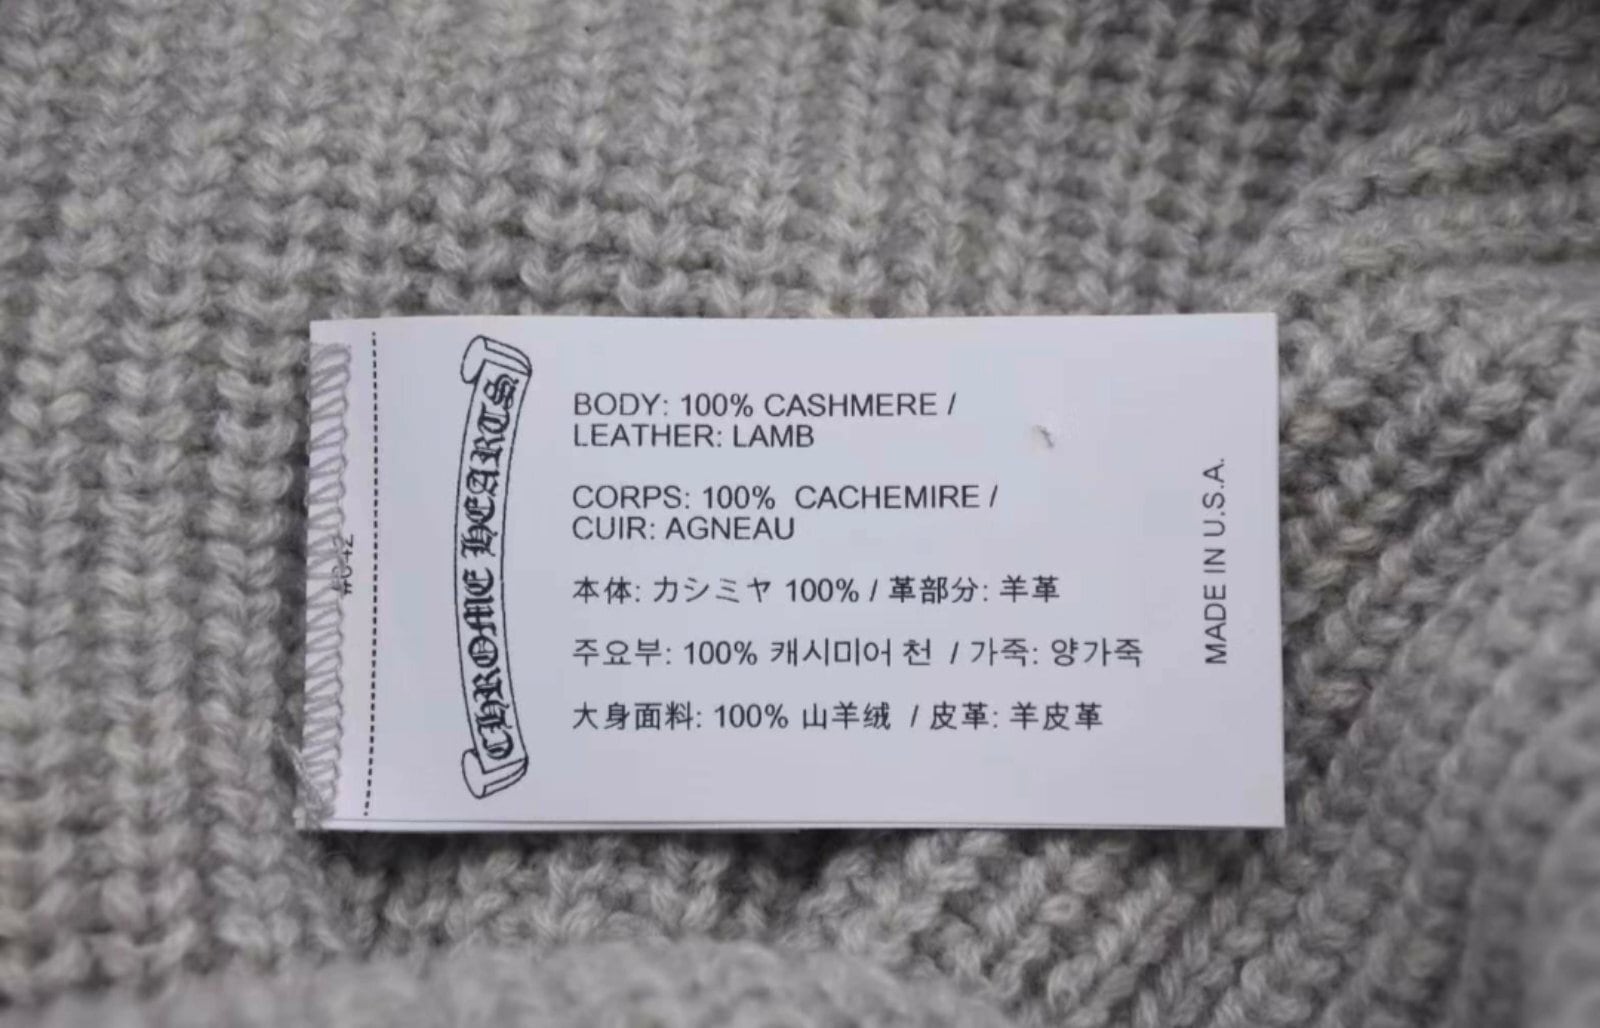 CHROME HEARTS
BODY: 100% CASHMERE /
LEATHER: LAMB
CORPS: 100% CACHEMIRE /
CUIR: AGNEAU
本体: カシミヤ 100% / 革部分: 羊革
주요부: 100% 캐시미어 천 / 가죽: 양가죽
大身面料: 100% 山羊绒 / 皮革: 羊皮革
MADE IN U.S.A.